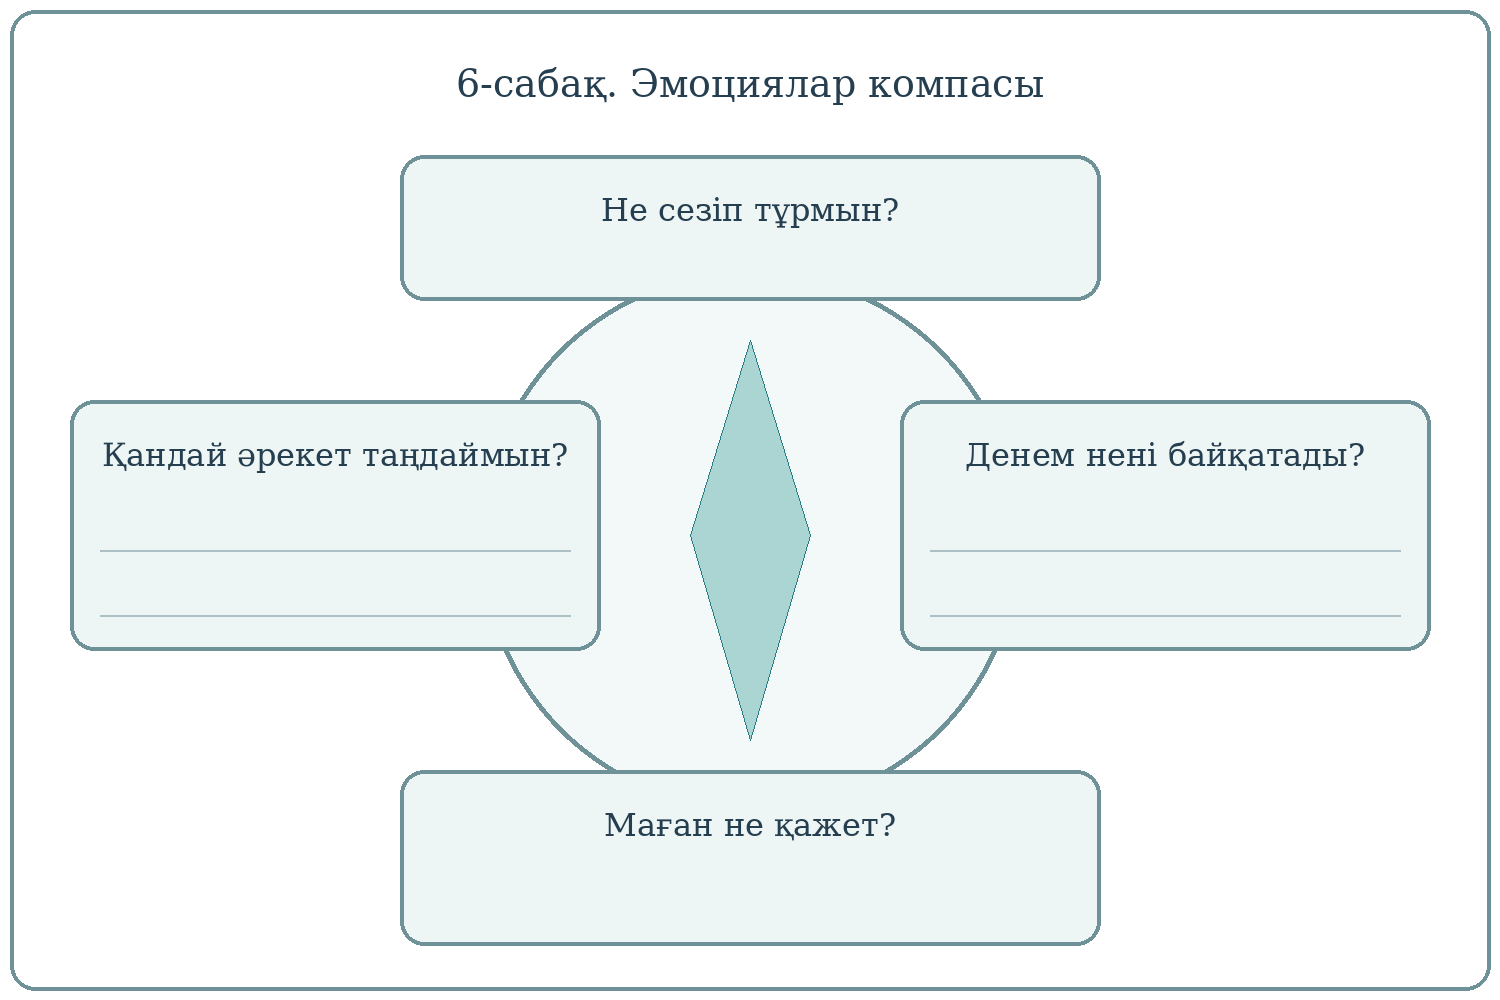 6-сабақ. Эмоциялар компасы
Не сезіп тұрмын?
Қандай әрекет таңдаймын?
Денем нені байқатады?
Маған не қажет?